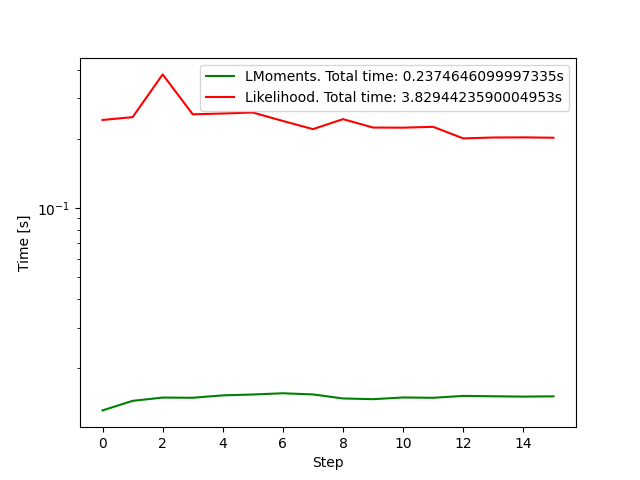 LMoments. Total time: 0.2374646099997335s
Likelihood. Total time: 3.8294423590004953s
10⁻¹
Time [s]
0 2 4 6 8 10 12 14
Step